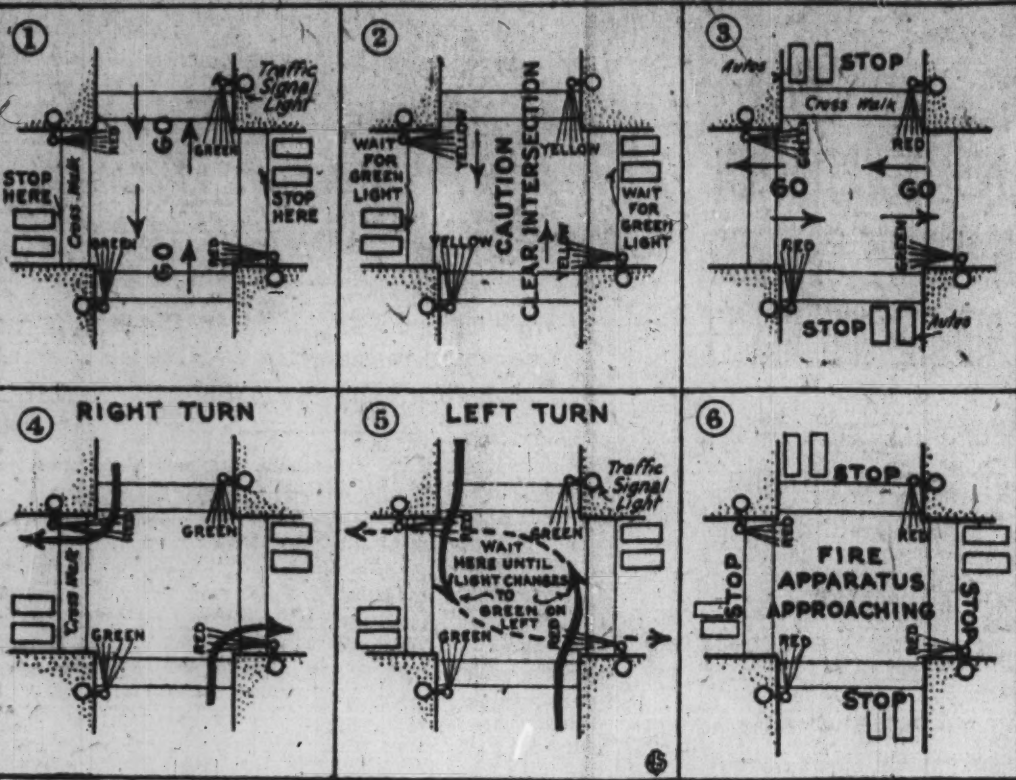 1
Traffic
Signal
Light
GO
RED
GREEN
STOP
HERE
Cross Walk
STOP
HERE
GREEN
GO
RED
2
WAIT
FOR
GREEN
LIGHT
YELLOW
CAUTION
CLEAR INTERSECTION
YELLOW
WAIT
FOR
GREEN
LIGHT
YELLOW
YELLOW
3
Autos
STOP
Cross Walk
GREEN
RED
GO
GO
RED
GREEN
STOP
Autos
4
RIGHT TURN
RED
GREEN
Cross Walk
GREEN
RED
5
LEFT TURN
Traffic
Signal
Light
RED
GREEN
WAIT
HERE UNTIL
LIGHT CHANGES
TO
GREEN ON
LEFT
GREEN
RED
45
6
STOP
RED
RED
STOP
FIRE
APPARATUS
APPROACHING
STOP
RED
RED
STOP